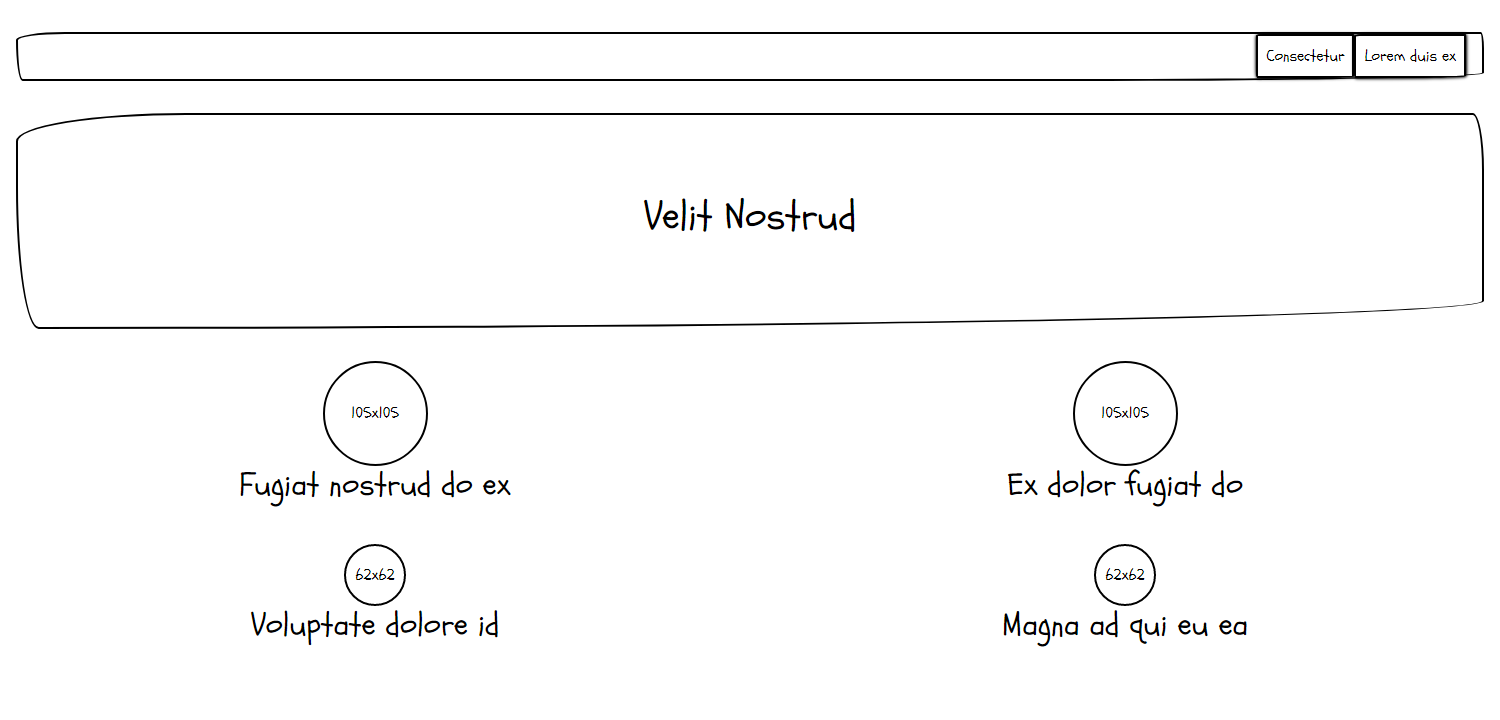 Consectetur Lorem duis ex
Velit Nostrud
105x105 105x105
Fugiat nostrud do ex Ex dolor fugiat do
62x62 62x62
Voluptate dolore id Magna ad qui eu ea